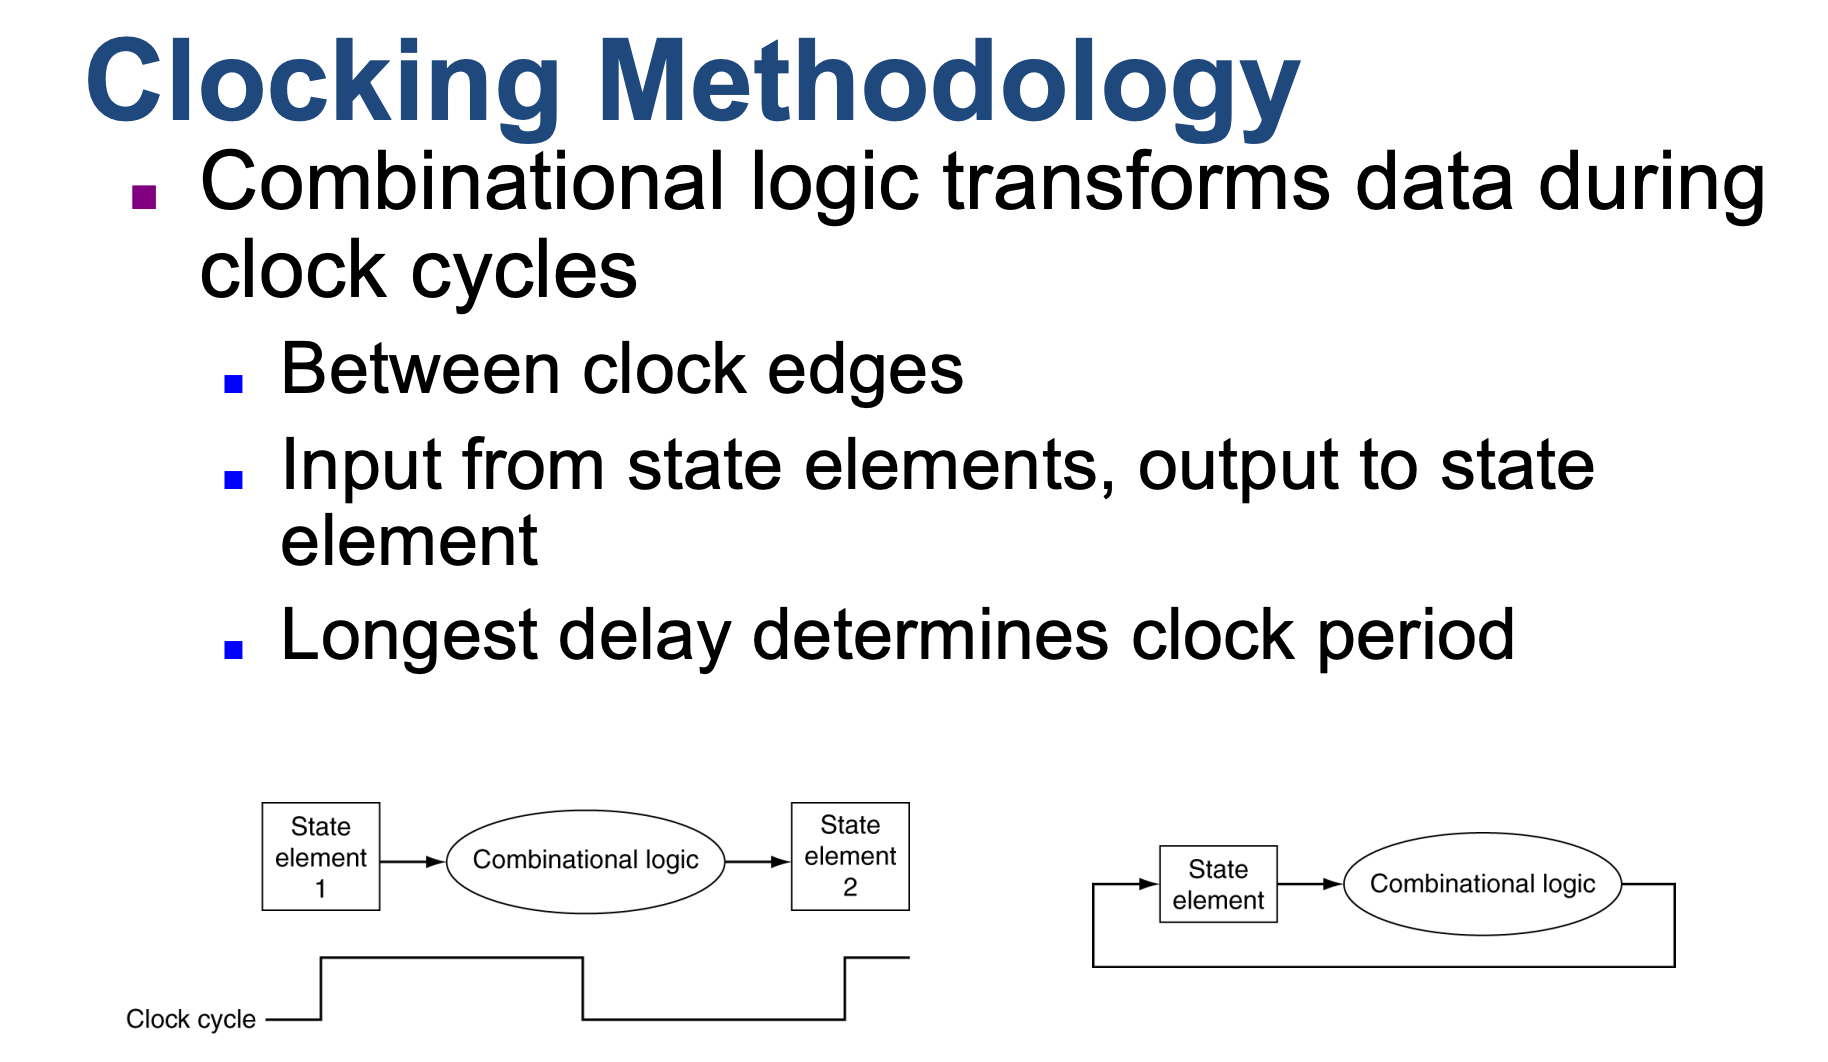 Clocking Methodology
Combinational logic transforms data during
clock cycles
Between clock edges
Input from state elements, output to state
element
Longest delay determines clock period
State
element
1
Combinational logic
State
element
2
Clock cycle
State
element
Combinational logic